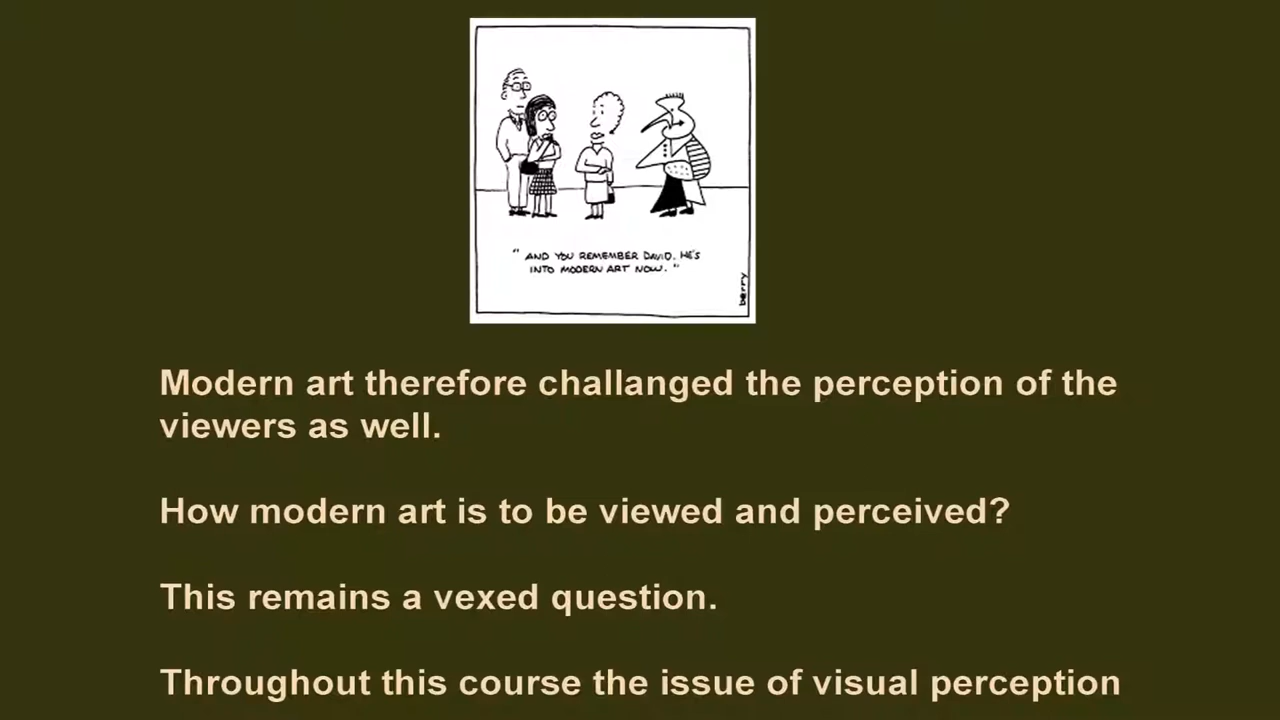 " AND YOU REMEMBER DAVID. HE'S
INTO MODERN ART NOW. "
berry
Modern art therefore challanged the perception of the
viewers as well.
How modern art is to be viewed and perceived?
This remains a vexed question.
Throughout this course the issue of visual perception